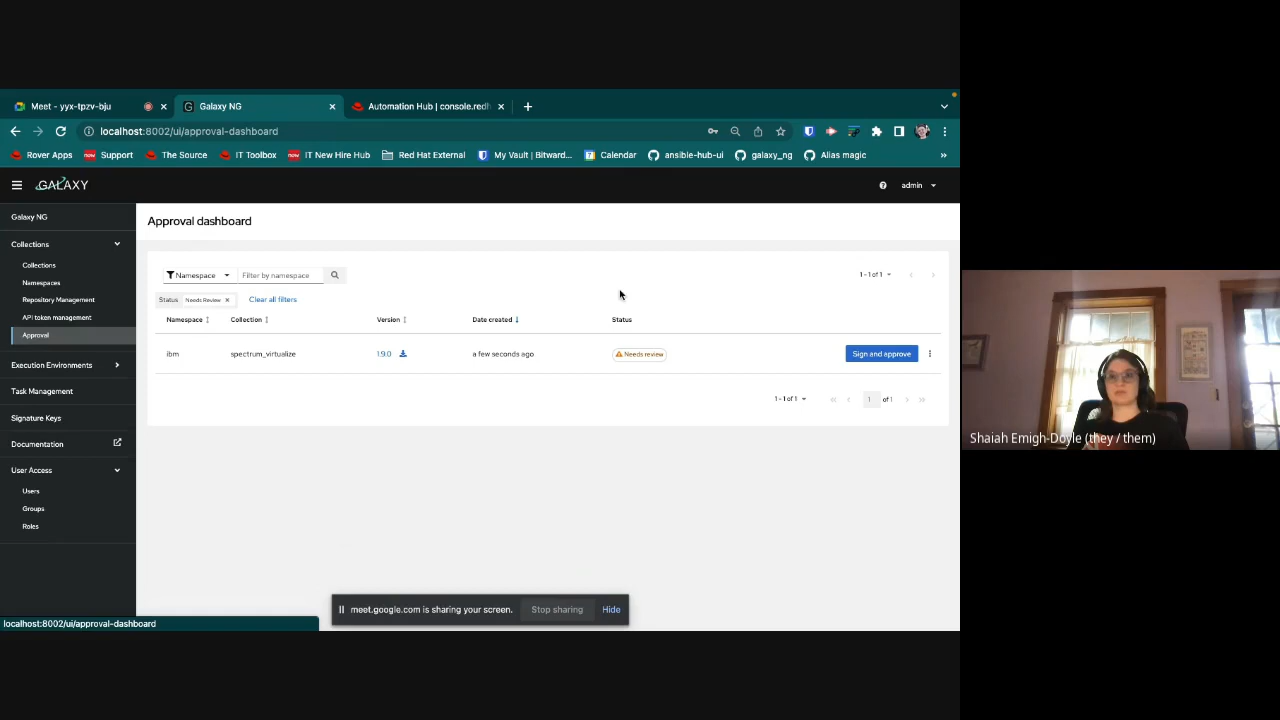 Meet - yyx-tpzv-bju
Galaxy NG
Automation Hub | console.redh
localhost:8002/ui/approval-dashboard
Rover Apps
now Support
The Source
IT Toolbox
now IT New Hire Hub
Red Hat External
My Vault | Bitward...
7 Calendar
ansible-hub-ui
galaxy_ng
Alias magic
»
GALAXY
admin
Galaxy NG
Collections
Collections
Namespaces
Repository Management
API token management
Approval
Execution Environments
Task Management
Signature Keys
Documentation
User Access
Users
Groups
Roles
Approval dashboard
Namespace
Filter by namespace
1 - 1 of 1
Status
Needs Review
Clear all filters
Namespace
Collection
Version
Date created
Status
ibm
spectrum_virtualize
1.9.0
a few seconds ago
Needs review
Sign and approve
1 - 1 of 1
1 of 1
meet.google.com is sharing your screen.
Stop sharing
Hide
localhost:8002/ui/approval-dashboard
Shaiah Emigh-Doyle (they / them)